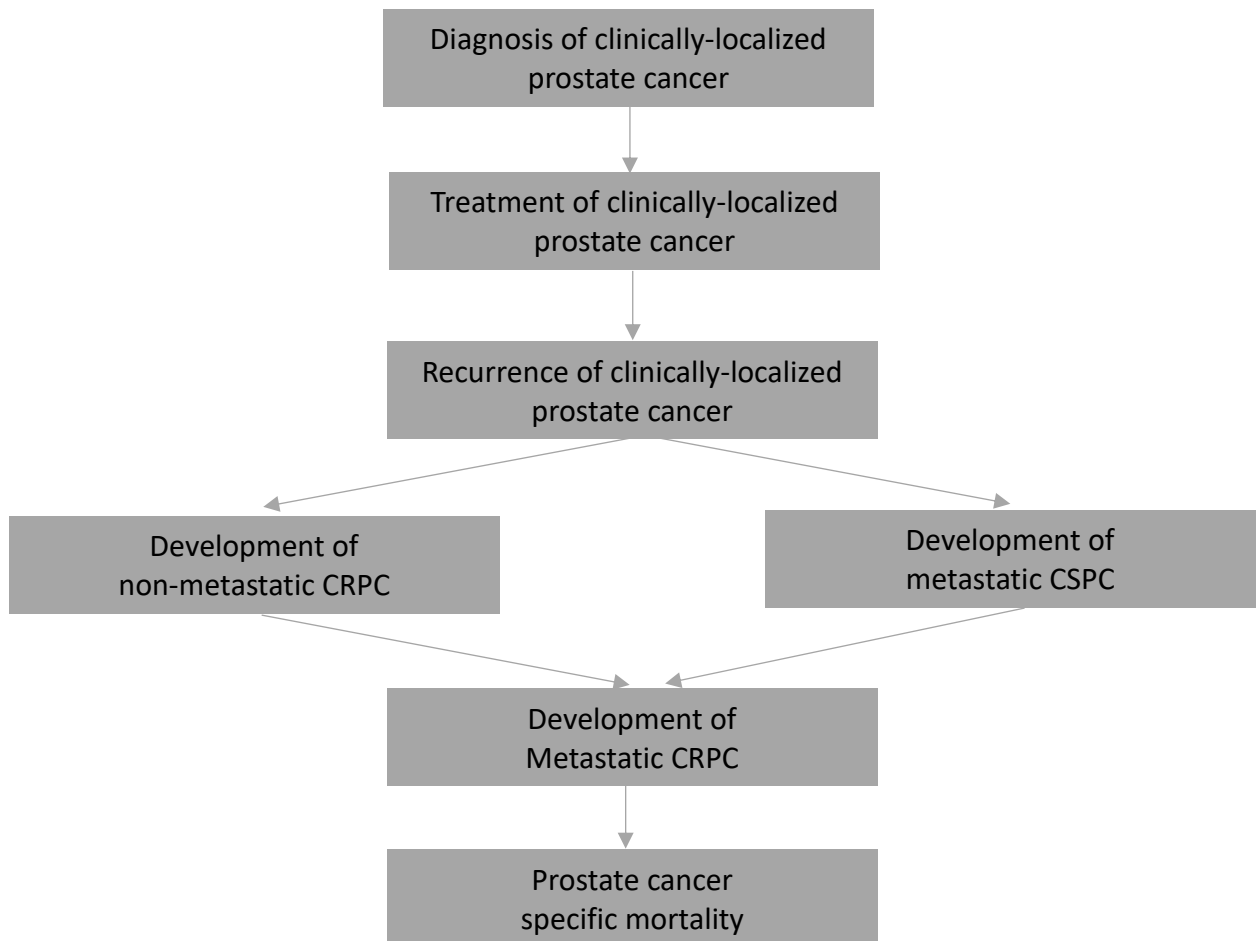 Diagnosis of clinically-localized
prostate cancer
Treatment of clinically-localized
prostate cancer
Recurrence of clinically-localized
prostate cancer
Development of
non-metastatic CRPC
Development of
metastatic CSPC
Development of
Metastatic CRPC
Prostate cancer
specific mortality